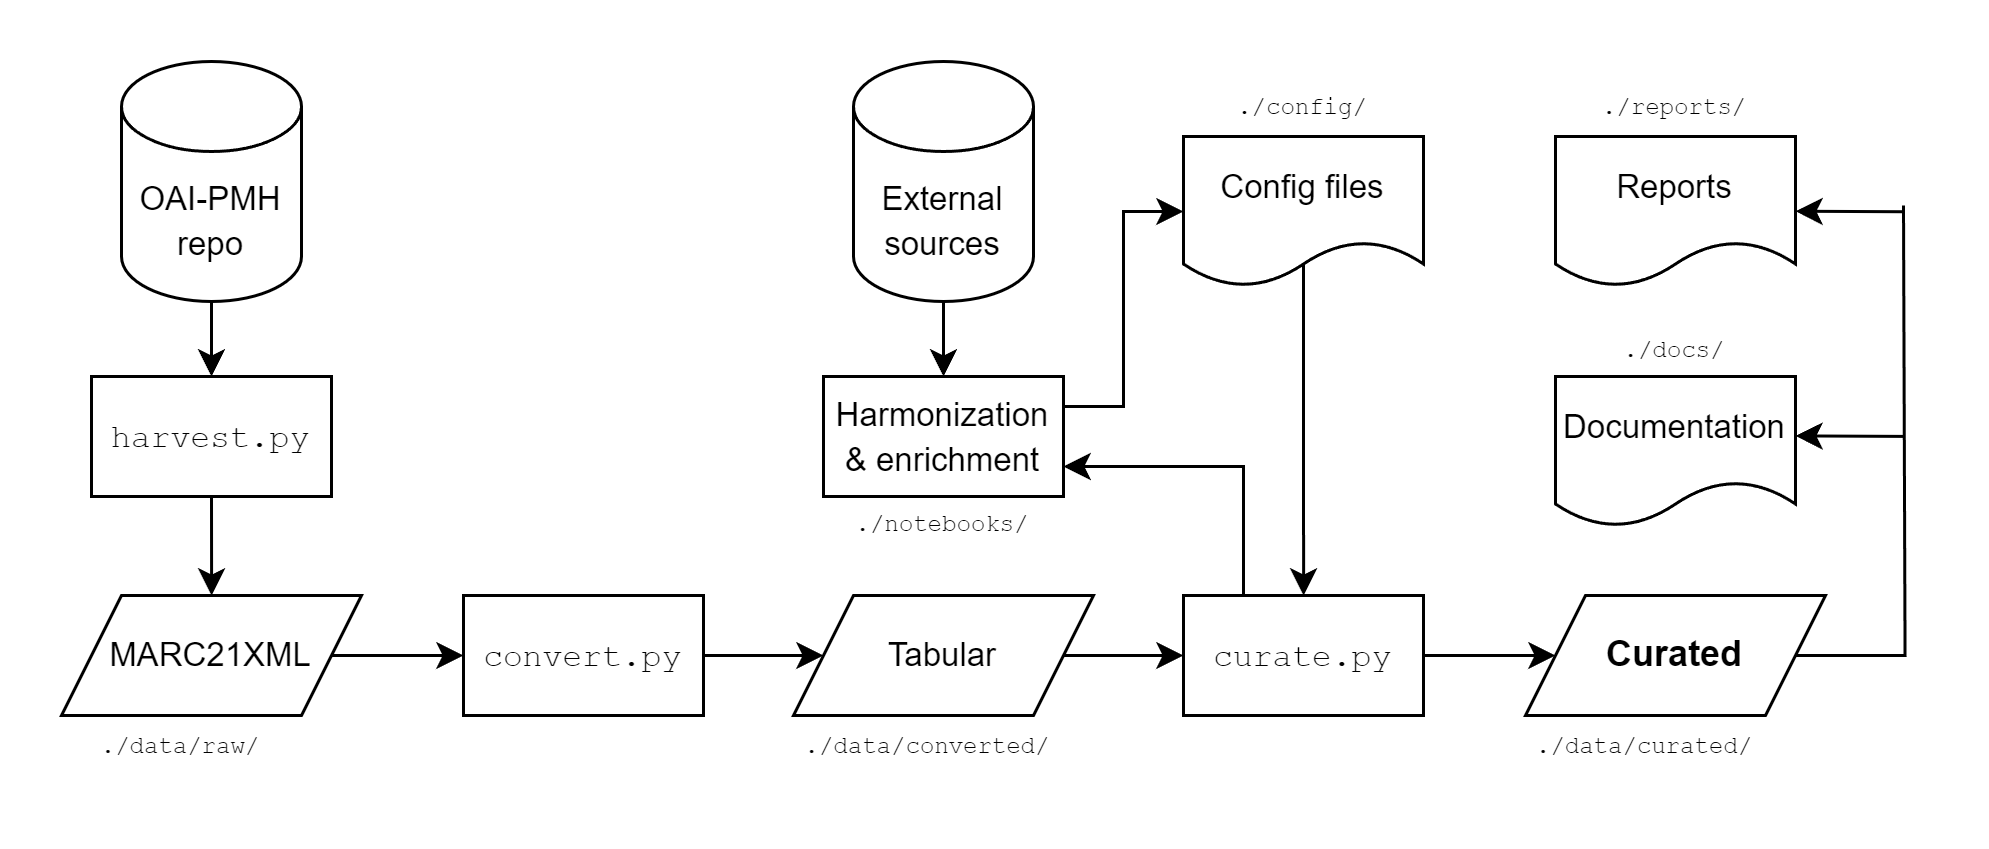 OAI-PMH
repo
harvest.py
MARC21XML
./data/raw/
convert.py
External
sources
Harmonization
& enrichment
./notebooks/
Tabular
./data/converted/
./config/
Config files
curate.py
./reports/
Reports
./docs/
Documentation
Curated
./data/curated/